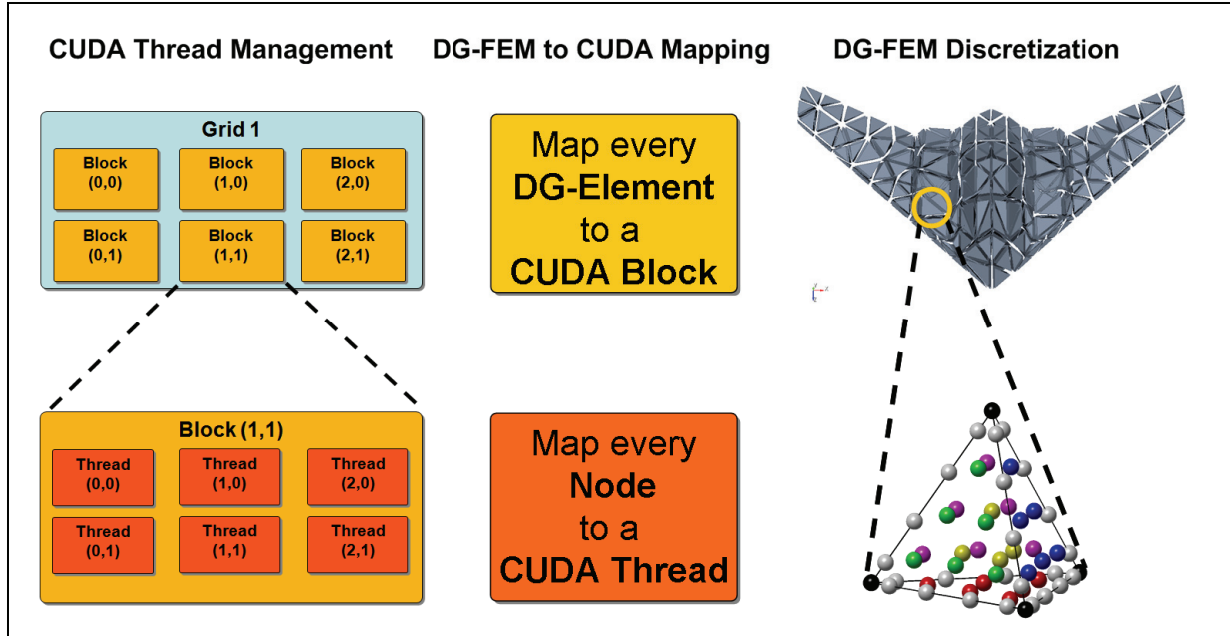 CUDA Thread Management
DG-FEM to CUDA Mapping
DG-FEM Discretization
Grid 1
Block
(0,0)
Block
(1,0)
Block
(2,0)
Block
(0,1)
Block
(1,1)
Block
(2,1)
Map every
DG-Element
to a
CUDA Block
Block (1,1)
Thread
(0,0)
Thread
(1,0)
Thread
(2,0)
Thread
(0,1)
Thread
(1,1)
Thread
(2,1)
Map every
Node
to a
CUDA Thread